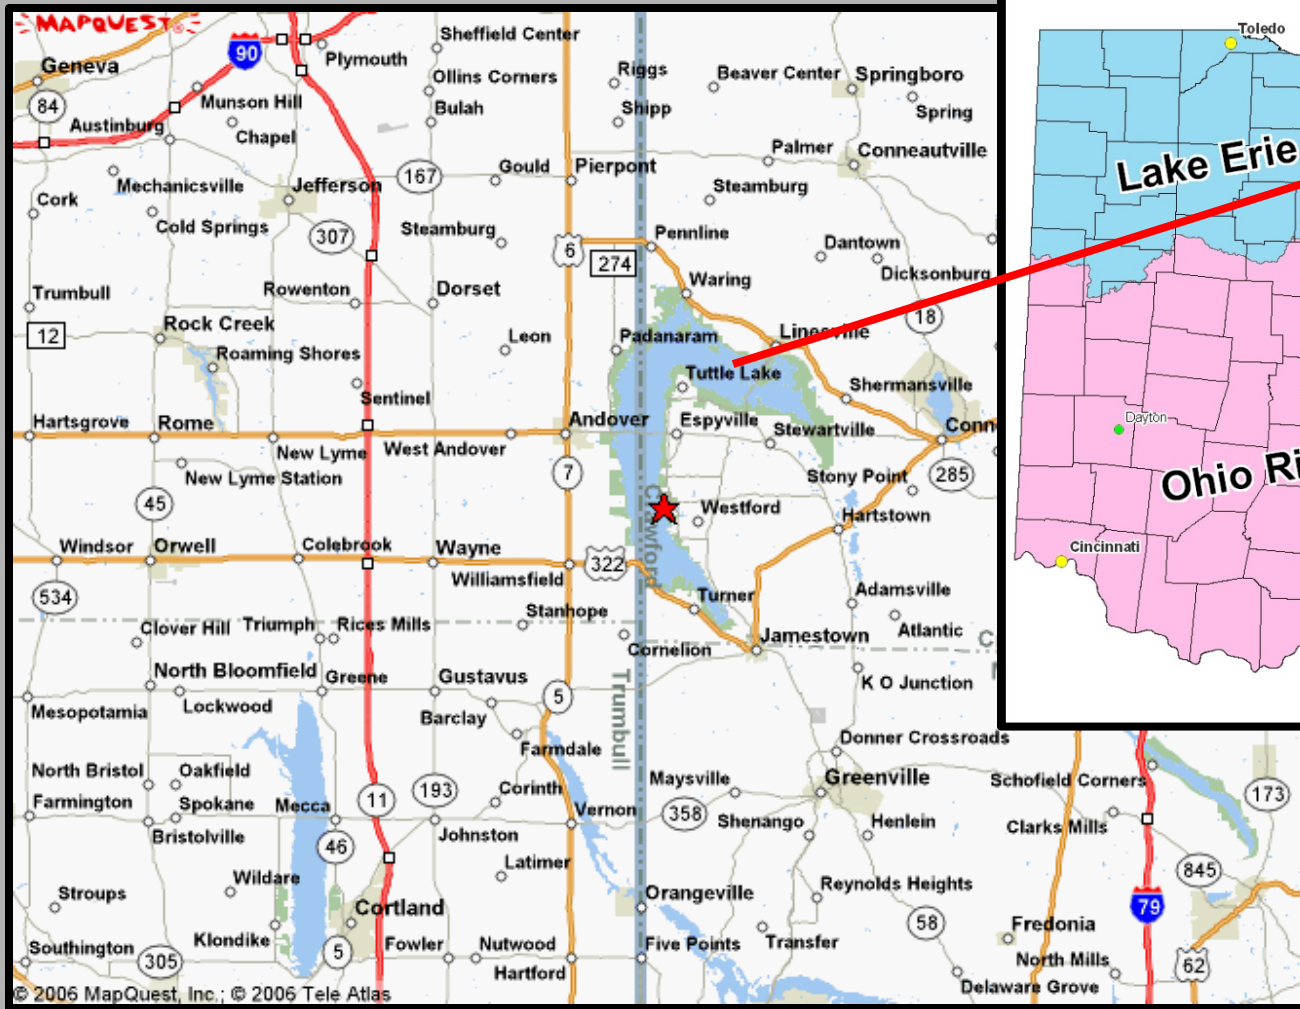 MAPQUEST®
90
Sheffield Center
Plymouth
Geneva
Ollins Corners
Riggs
Beaver Center
Springboro
84
Munson Hill
Bulah
Shipp
Spring
Austinburg
Chapel
Palmer
Conneautville
167
Gould
Pierpont
Mechanicsville
Jefferson
Steamburg
Cork
Cold Springs
307
Steamburg
6
Pennline
Dantown
274
Dicksonburg
Trumbull
Rowenton
Dorset
Waring
18
12
Rock Creek
Leon
Padanaram
Linesville
Roaming Shores
Tuttle Lake
Sentinel
Shermansville
Hartsgrove
Rome
Andover
Espyville
Stewartville
Conn
New Lyme
West Andover
New Lyme Station
7
Stony Point
285
45
Crawford
Westford
Hartstown
Windsor
Orwell
Colebrook
Wayne
322
Williamsfield
534
Turner
Adamsville
Stanhope
Clover Hill
Triumph
Rices Mills
Atlantic
Cornelion
Jamestown
C
North Bloomfield
Greene
Gustavus
K O Junction
Lockwood
5
Mesopotamia
Barclay
Trumbull
Farmdale
Donner Crossroads
North Bristol
Oakfield
193
Corinth
Maysville
Greenville
Schofield Corners
173
Farmington
Spokane
Mecca
11
Vernon
358
Shenango
Henlein
Clarks Mills
Bristolville
46
Johnston
Latimer
845
Wildare
Stroups
Orangeville
Reynolds Heights
79
Cortland
58
Fredonia
Klondike
5
Fowler
Nutwood
Five Points
Transfer
Southington
305
Hartford
North Mills
62
Delaware Grove
© 2006 MapQuest, Inc.; © 2006 Tele Atlas
Toledo
Lake Erie
Dayton
Ohio Ri
Cincinnati